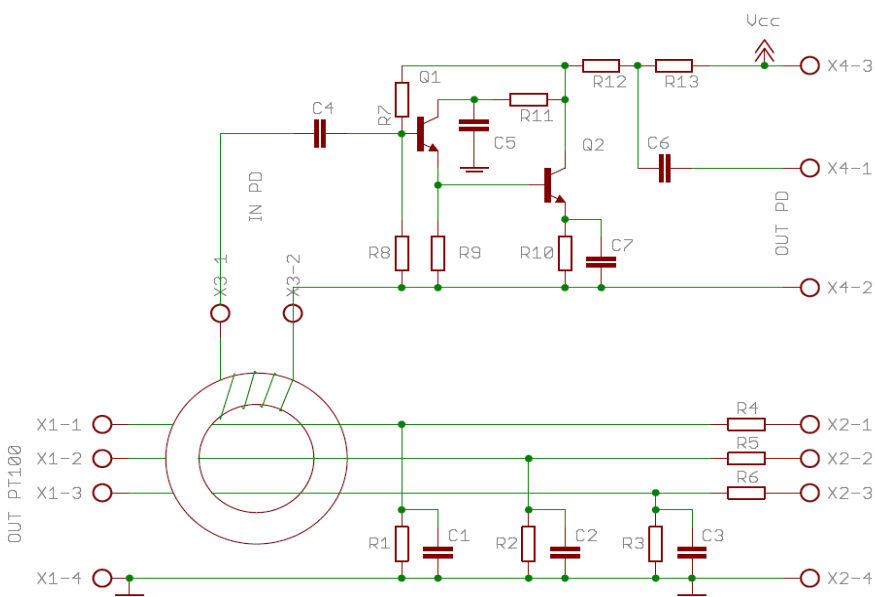 Vcc
Q1
R12
R13
X4-3
R7
C4
R11
C5
Q2
C6
X4-1
IN PD
OUT PD
R8
R9
R10
C7
X3-1
X3-2
X4-2
OUT PT100
X1-1
R4
X2-1
X1-2
R5
X2-2
X1-3
R6
X2-3
R1
C1
R2
C2
R3
C3
X1-4
X2-4